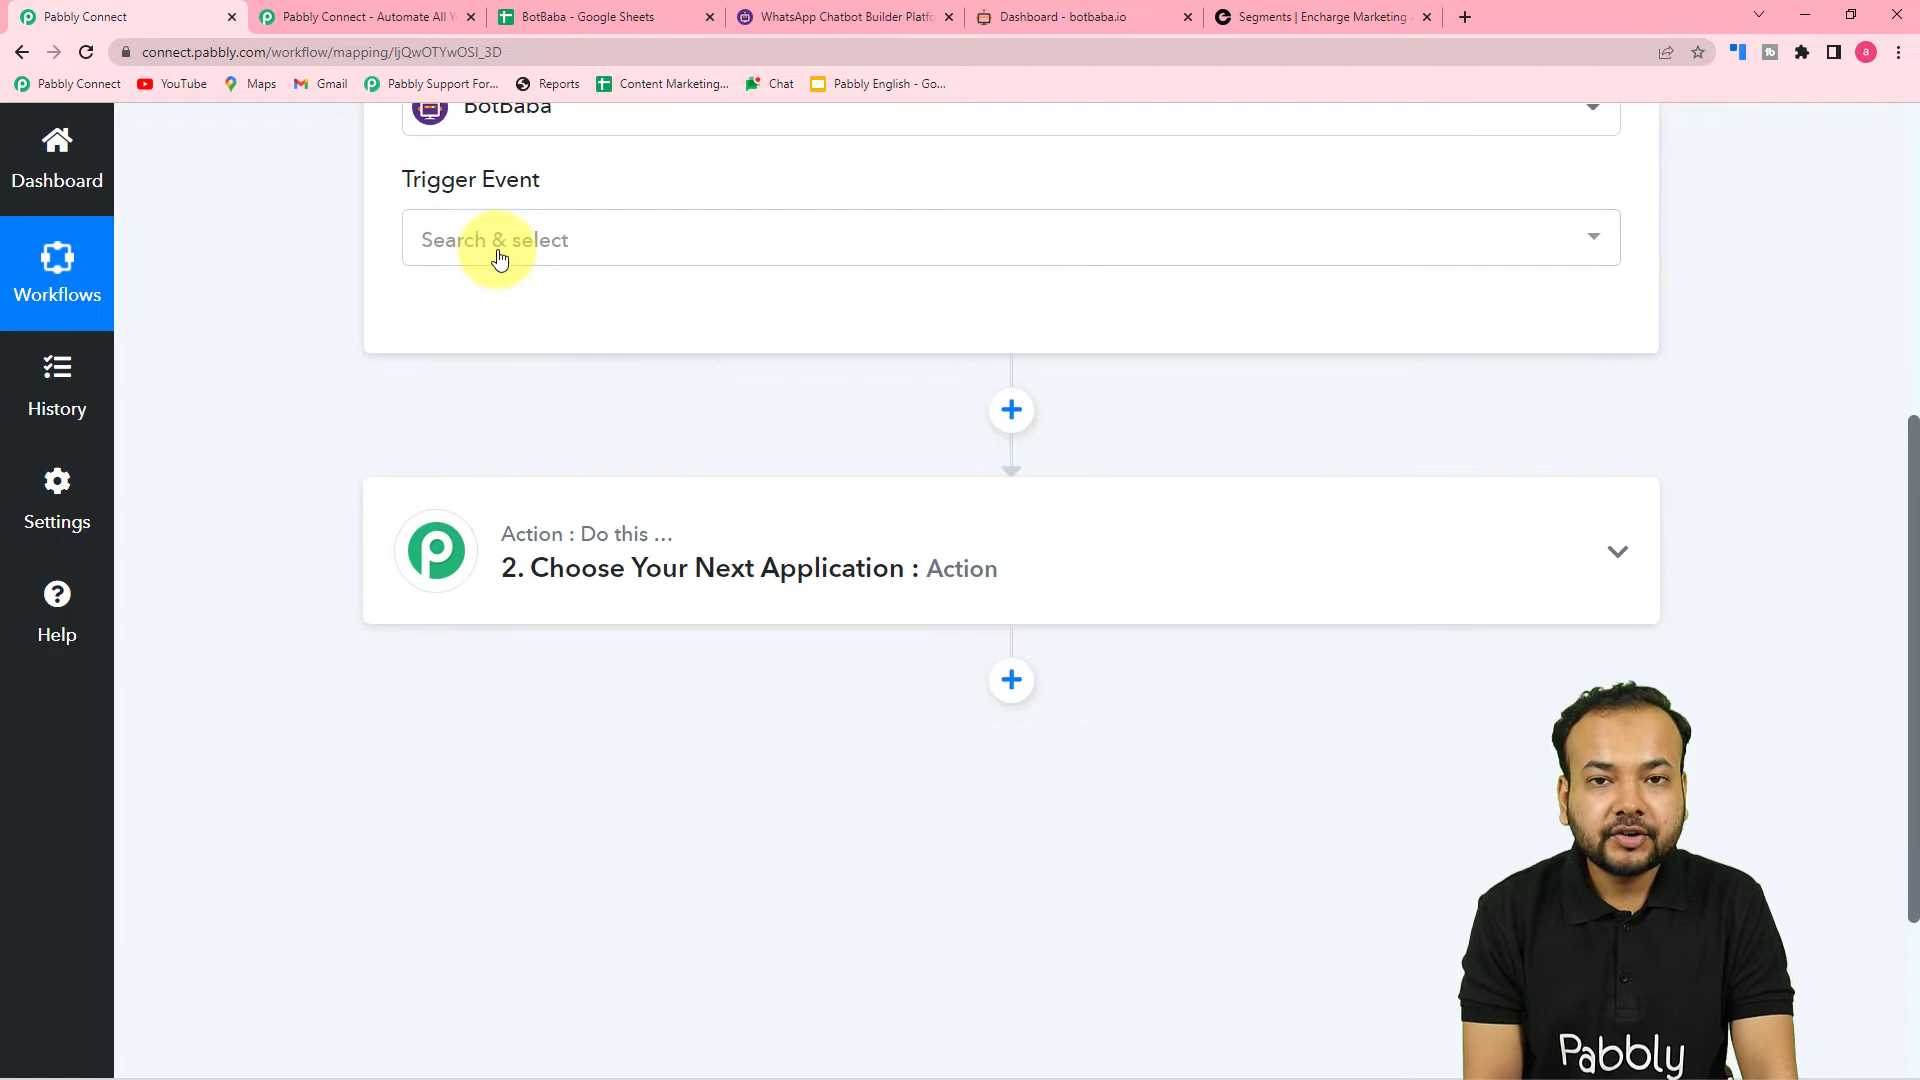 Pabbly Connect
Pabbly Connect - Automate All Y
BotBaba - Google Sheets
WhatsApp Chatbot Builder Platfo
Dashboard - botbaba.io
Segments | Encharge Marketing
connect.pabbly.com/workflow/mapping/IjQwOTYwOSI_3D
a
Pabbly Connect
YouTube
Maps
Gmail
Pabbly Support For...
Reports
Content Marketing...
Chat
Pabbly English - Go...
Dashboard
Workflows
History
Settings
Help
BotBaba
Trigger Event
Search & select
Action : Do this ...
2. Choose Your Next Application : Action
Pabbly